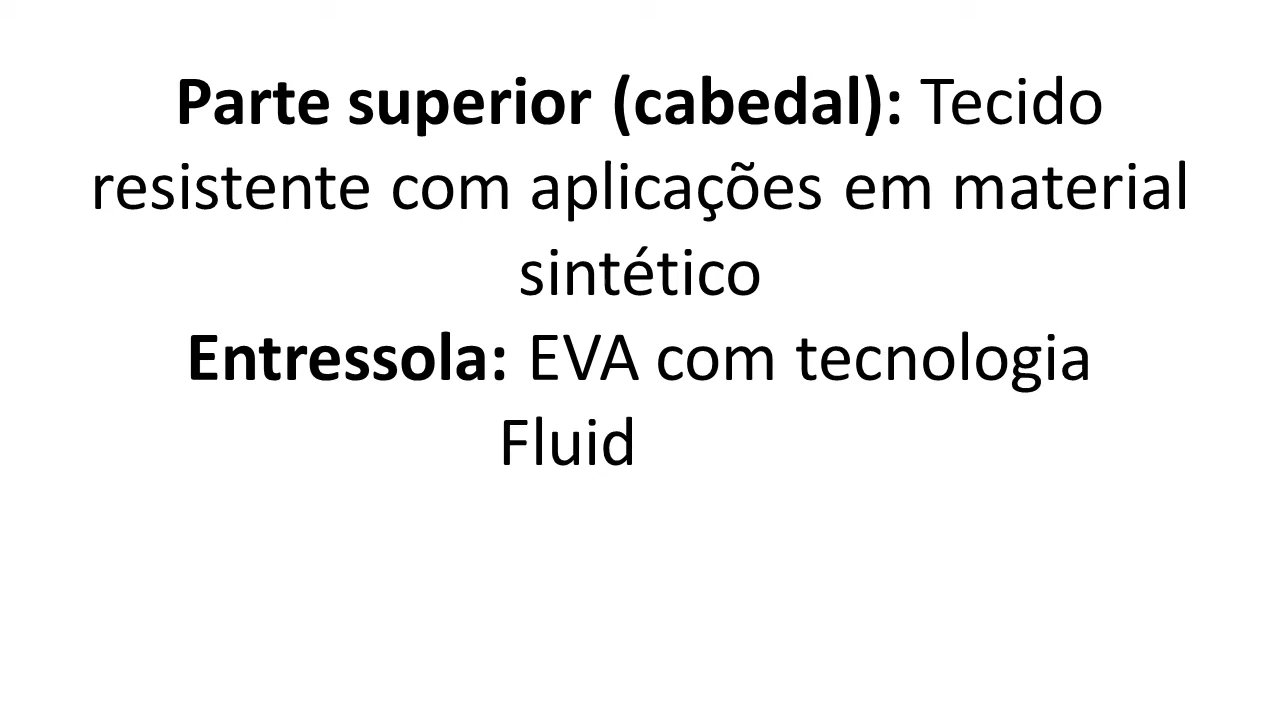 Parte superior (cabedal): Tecido
resistente com aplicações em material
sintético
Entressola: EVA com tecnologia
Fluid